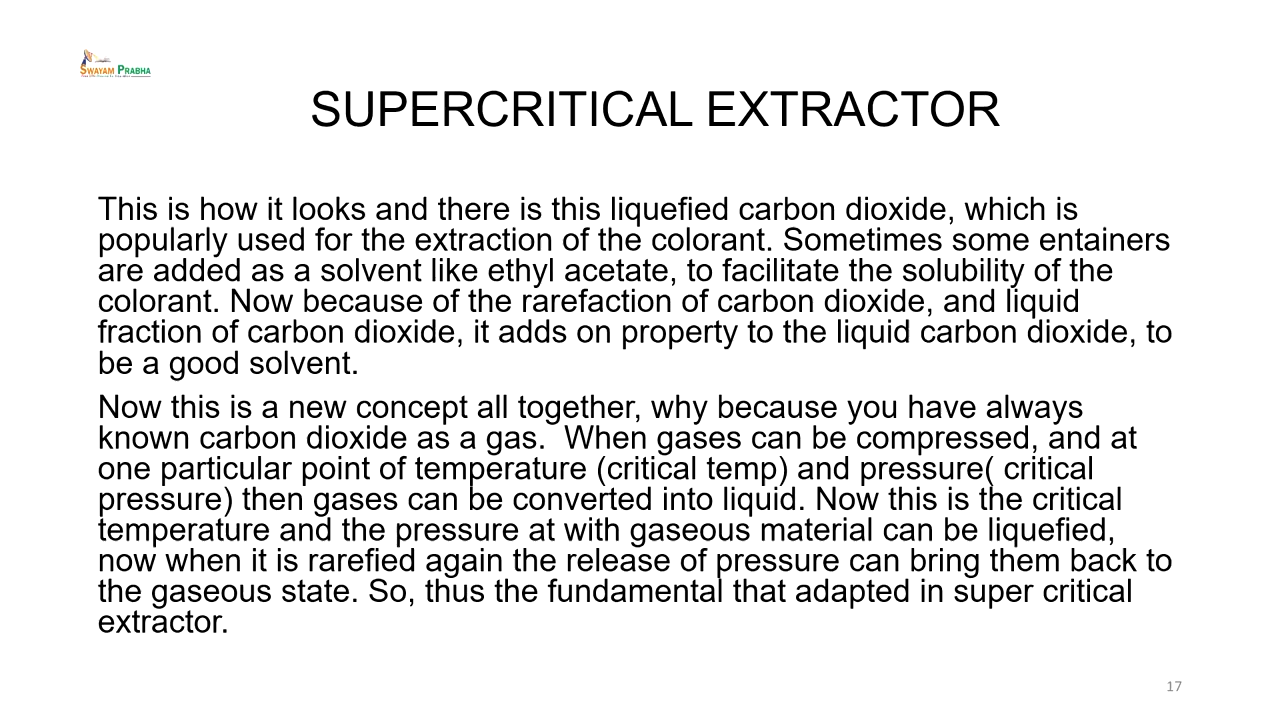 SWAYAM PRABHA
SUPERCRITICAL EXTRACTOR
This is how it looks and there is this liquefied carbon dioxide, which is
popularly used for the extraction of the colorant. Sometimes some entainers
are added as a solvent like ethyl acetate, to facilitate the solubility of the
colorant. Now because of the rarefaction of carbon dioxide, and liquid
fraction of carbon dioxide, it adds on property to the liquid carbon dioxide, to
be a good solvent.
Now this is a new concept all together, why because you have always
known carbon dioxide as a gas.  When gases can be compressed, and at
one particular point of temperature (critical temp) and pressure( critical
pressure) then gases can be converted into liquid. Now this is the critical
temperature and the pressure at with gaseous material can be liquefied,
now when it is rarefied again the release of pressure can bring them back to
the gaseous state. So, thus the fundamental that adapted in super critical
extractor.
17